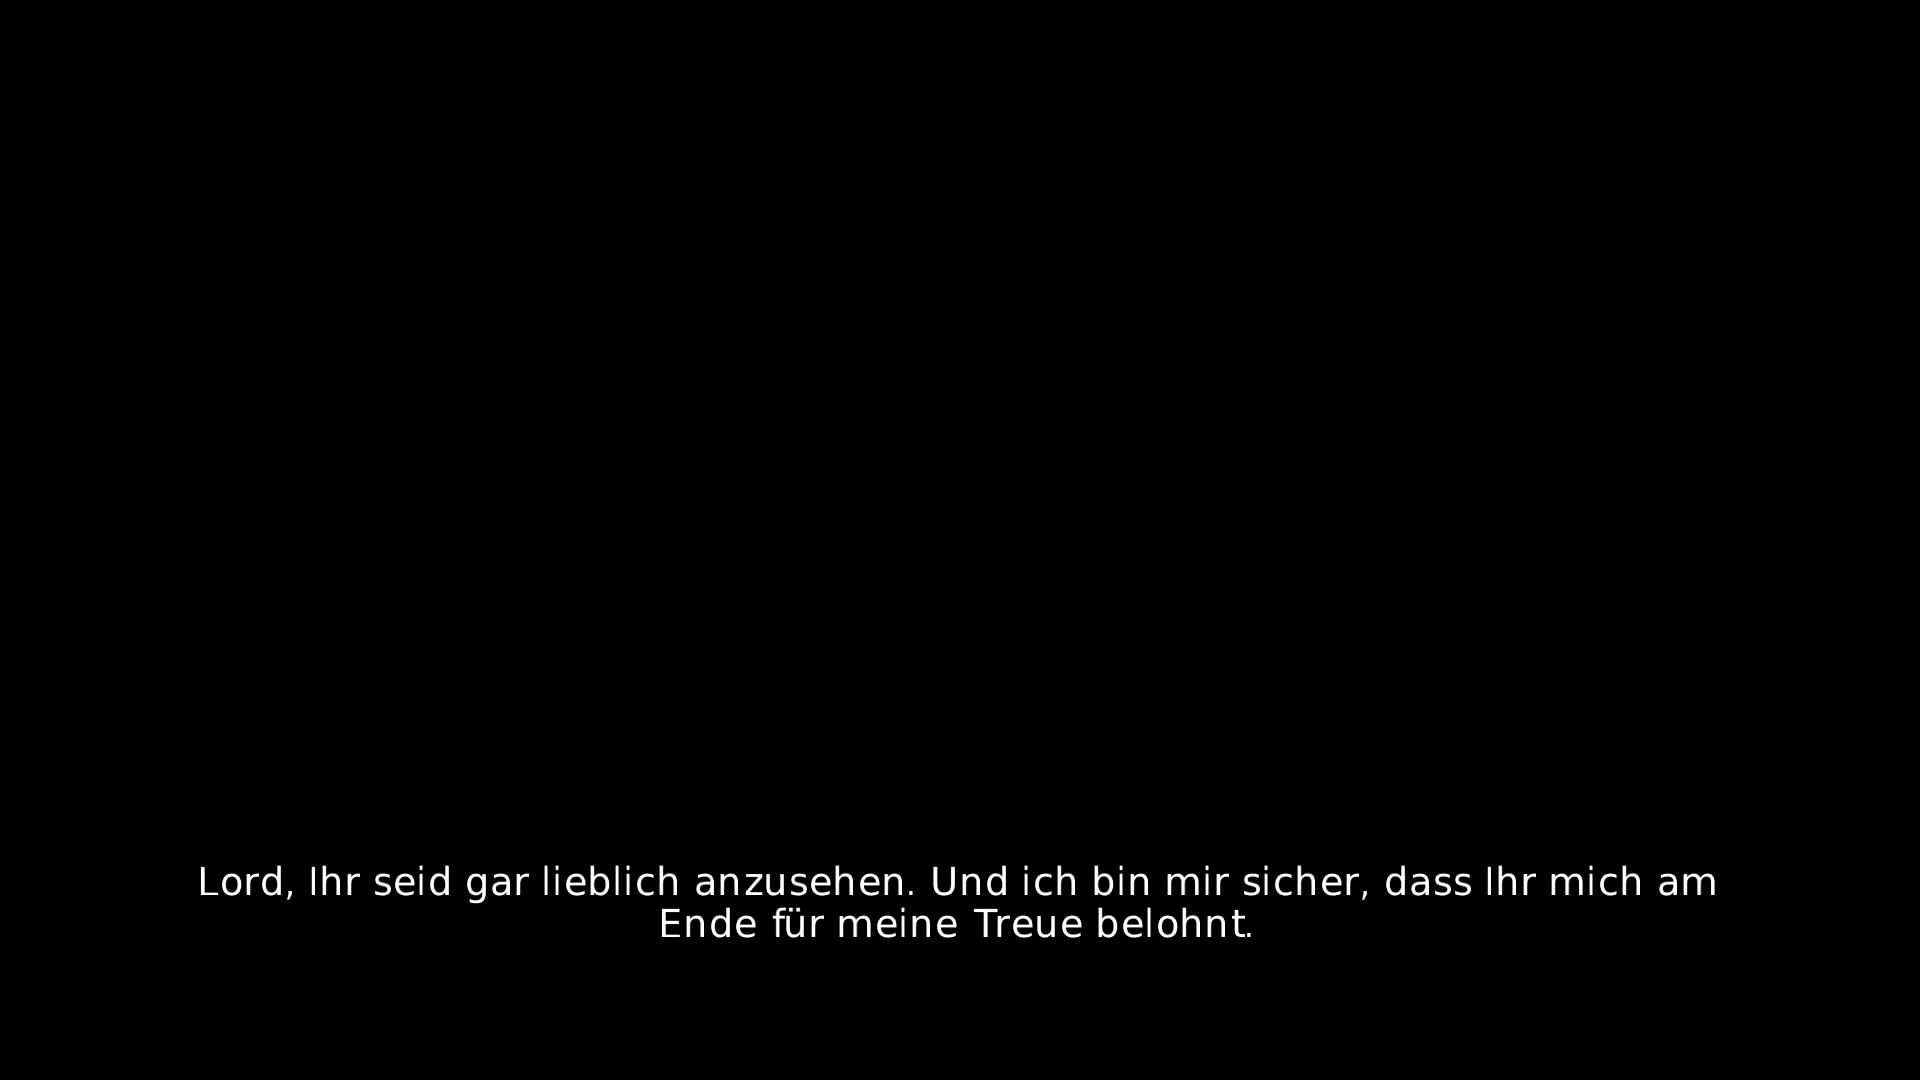 Lord, Ihr seid gar lieblich anzusehen. Und ich bin mir sicher, dass Ihr mich am
Ende für meine Treue belohnt.